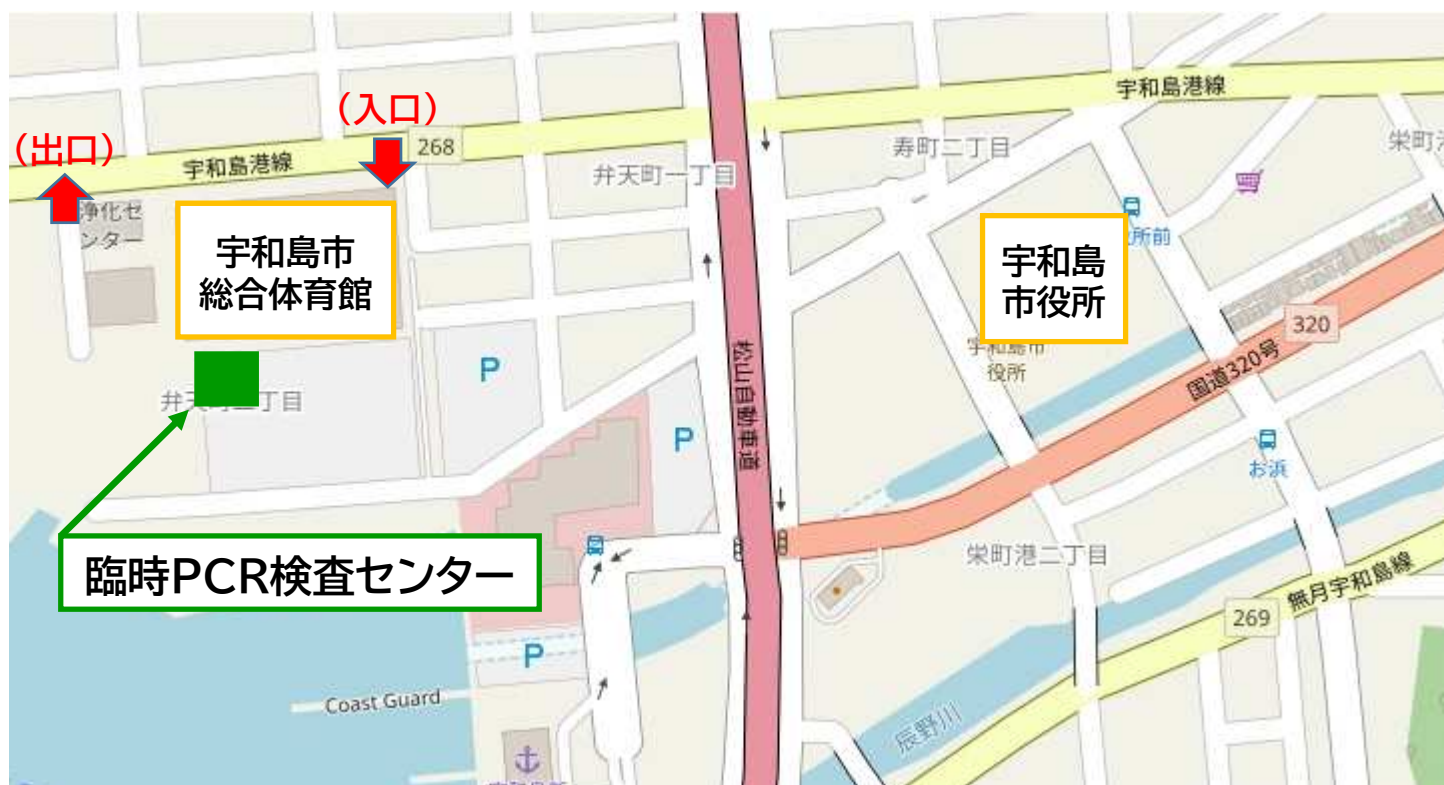 宇和島港線
(入口)
(出口)
宇和島港線
268
弁天町一丁目
寿町二丁目
栄町港
浄化セ
ンター
宇和島市
総合体育館
宇和島
市役所
所前
320
国道320号
宇和島市
役所
P
弁天町三丁目
松山自動車道
P
お浜
臨時PCR検査センター
栄町港二丁目
無月宇和島線
269
P
Coast Guard
辰野川